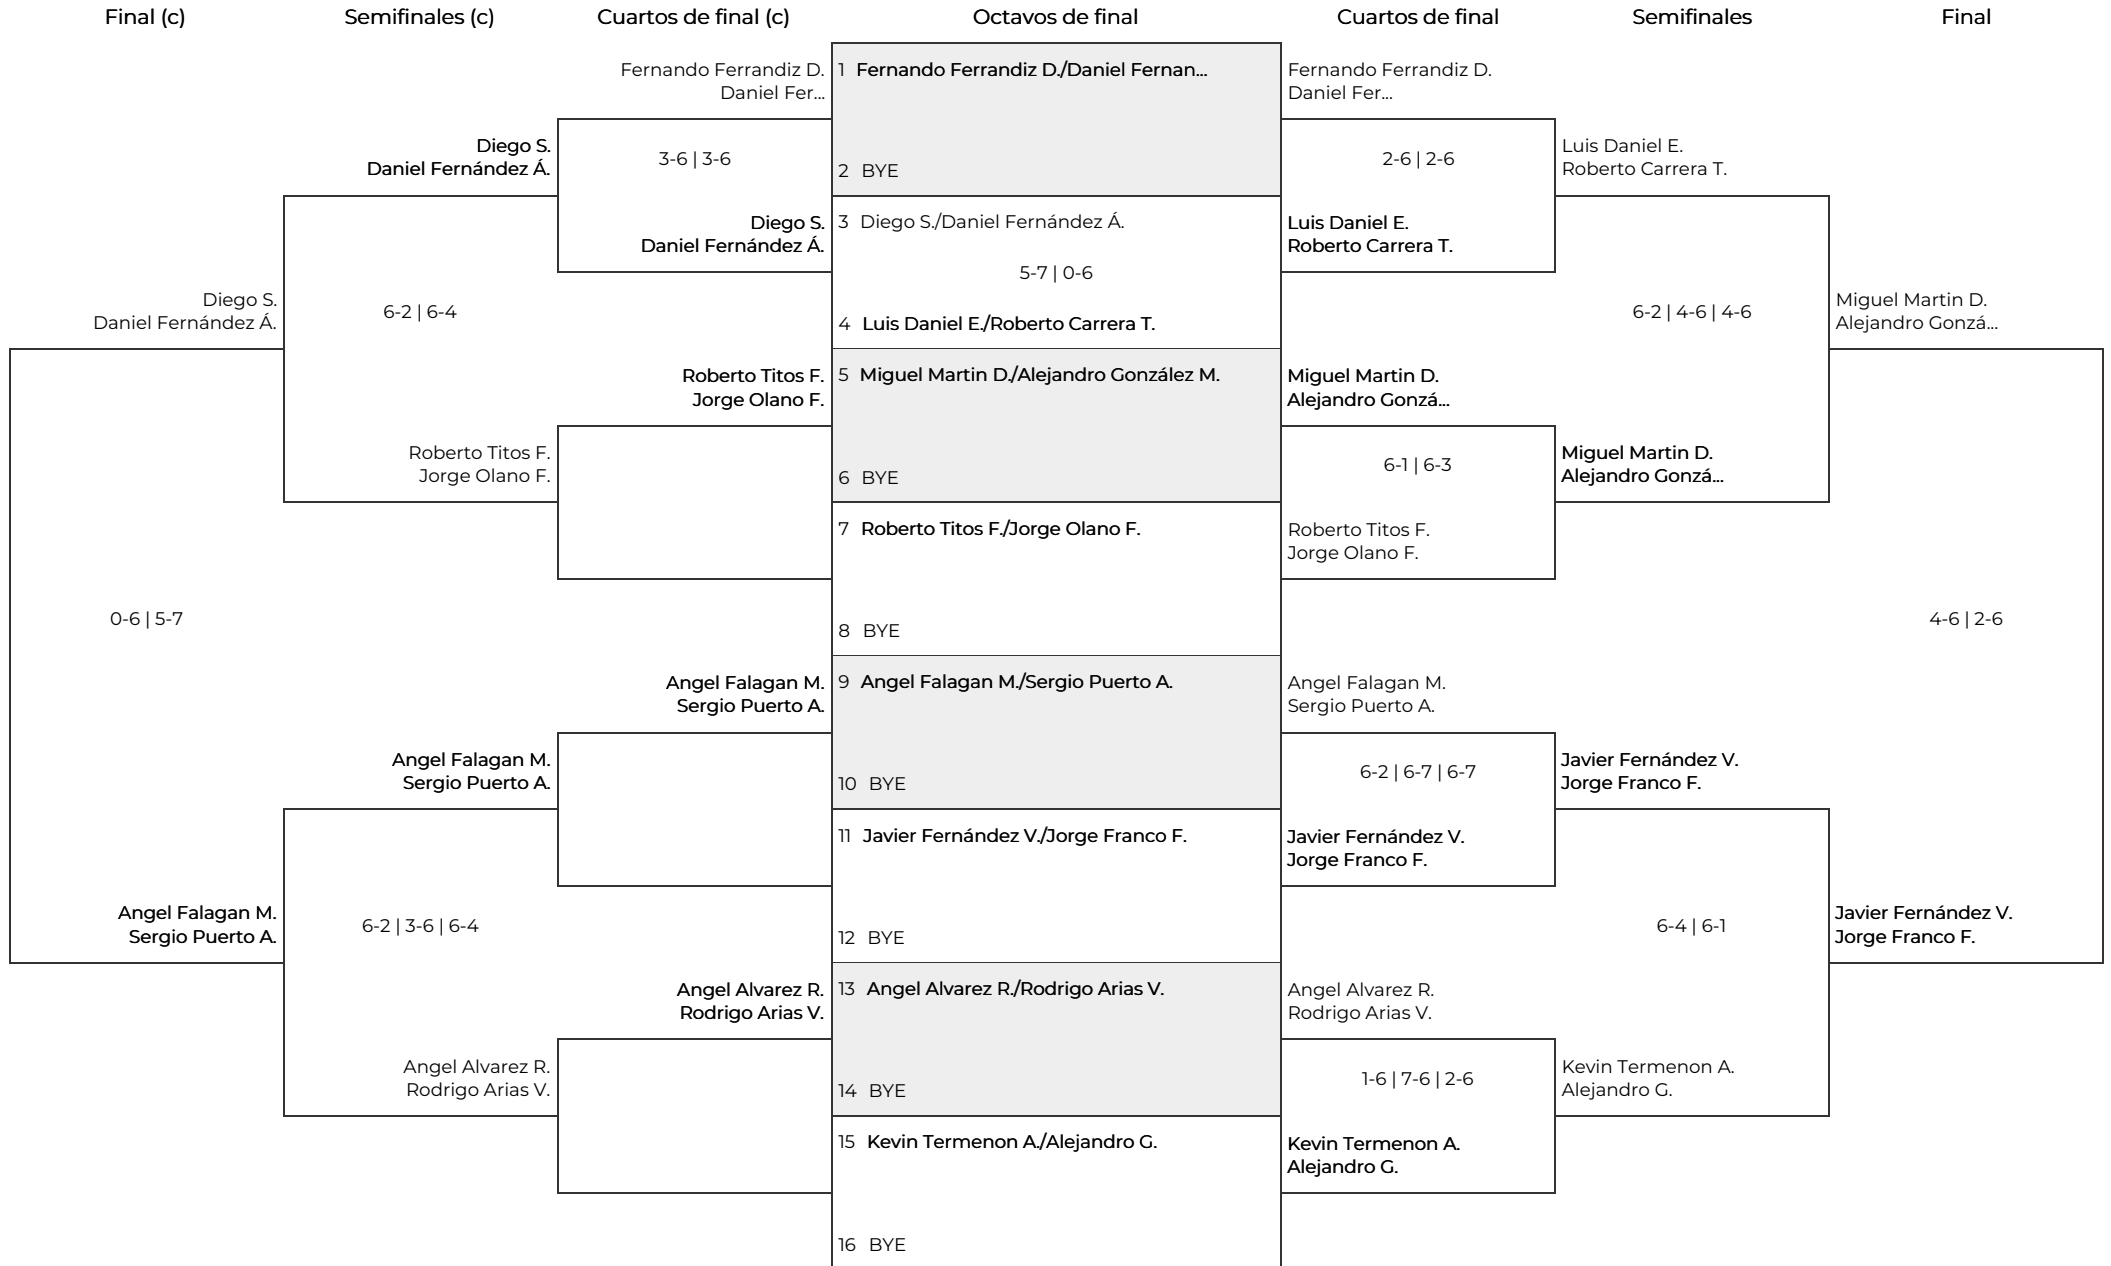 Final (c)
Semifinales (c)
Cuartos de final (c)
Octavos de final
Cuartos de final
Semifinales
Final
Diego S.
Daniel Fernández Á.
0-6 | 5-7
Angel Falagan M.
Sergio Puerto A.
Diego S.
Daniel Fernández Á.
6-2 | 6-4
Roberto Titos F.
Jorge Olano F.
Angel Falagan M.
Sergio Puerto A.
6-2 | 3-6 | 6-4
Angel Alvarez R.
Rodrigo Arias V.
Fernando Ferrandiz D.
Daniel Fer...
3-6 | 3-6
Diego S.
Daniel Fernández Á.
Roberto Titos F.
Jorge Olano F.
Angel Falagan M.
Sergio Puerto A.
Angel Alvarez R.
Rodrigo Arias V.
1 Fernando Ferrandiz D./Daniel Fernan...
2 BYE
3 Diego S./Daniel Fernández Á.
5-7 | 0-6
4 Luis Daniel E./Roberto Carrera T.
5 Miguel Martin D./Alejandro González M.
6 BYE
7 Roberto Titos F./Jorge Olano F.
8 BYE
9 Angel Falagan M./Sergio Puerto A.
10 BYE
11 Javier Fernández V./Jorge Franco F.
12 BYE
13 Angel Alvarez R./Rodrigo Arias V.
14 BYE
15 Kevin Termenon A./Alejandro G.
16 BYE
Fernando Ferrandiz D.
Daniel Fer...
2-6 | 2-6
Luis Daniel E.
Roberto Carrera T.
Miguel Martin D.
Alejandro Gonzá...
6-1 | 6-3
Roberto Titos F.
Jorge Olano F.
Angel Falagan M.
Sergio Puerto A.
6-2 | 6-7 | 6-7
Javier Fernández V.
Jorge Franco F.
Angel Alvarez R.
Rodrigo Arias V.
1-6 | 7-6 | 2-6
Kevin Termenon A.
Alejandro G.
Luis Daniel E.
Roberto Carrera T.
6-2 | 4-6 | 4-6
Miguel Martin D.
Alejandro Gonzá...
Javier Fernández V.
Jorge Franco F.
6-4 | 6-1
Kevin Termenon A.
Alejandro G.
Miguel Martin D.
Alejandro Gonzá...
4-6 | 2-6
Javier Fernández V.
Jorge Franco F.